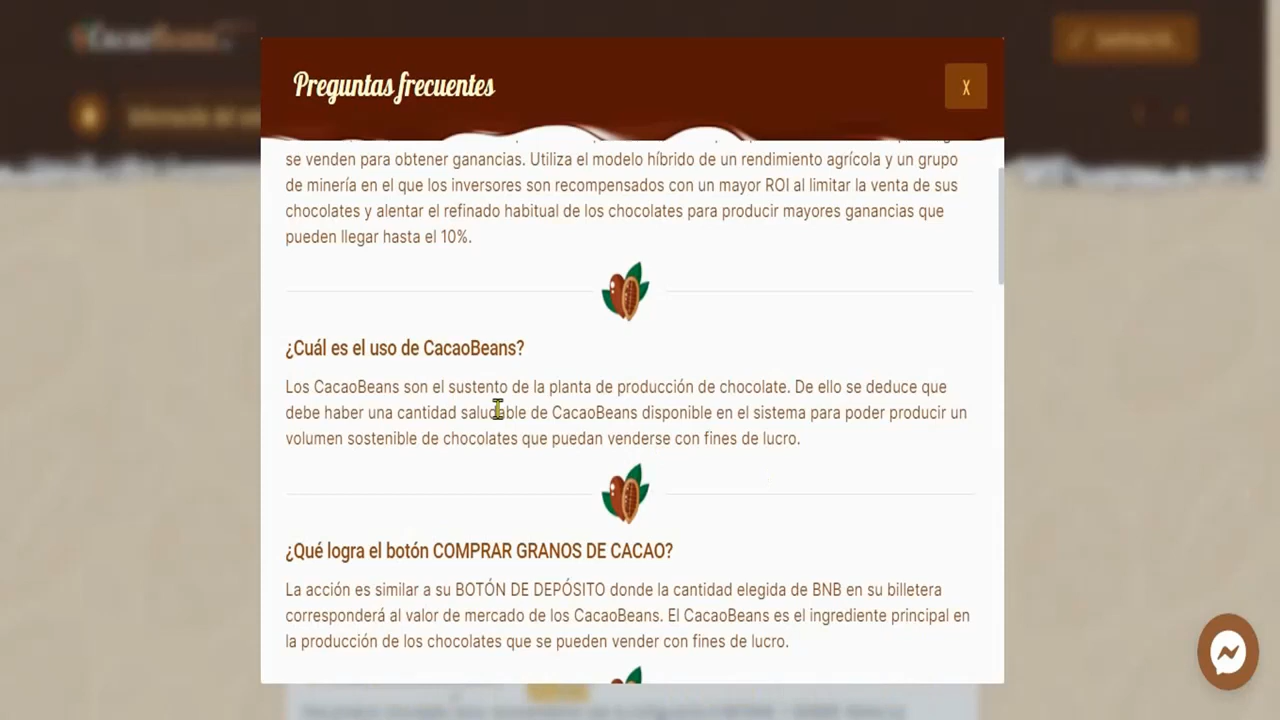 Preguntas frecuentes
X
se venden para obtener ganancias. Utiliza el modelo híbrido de un rendimiento agrícola y un grupo
de minería en el que los inversores son recompensados con un mayor ROI al limitar la venta de sus
chocolates y alentar el refinado habitual de los chocolates para producir mayores ganancias que
pueden llegar hasta el 10%.
¿Cuál es el uso de CacaoBeans?
Los CacaoBeans son el sustento de la planta de producción de chocolate. De ello se deduce que
debe haber una cantidad saludable de CacaoBeans disponible en el sistema para poder producir un
volumen sostenible de chocolates que puedan venderse con fines de lucro.
¿Qué logra el botón COMPRAR GRANOS DE CACAO?
La acción es similar a su BOTÓN DE DEPÓSITO donde la cantidad elegida de BNB en su billetera
corresponderá al valor de mercado de los CacaoBeans. El CacaoBeans es el ingrediente principal en
la producción de los chocolates que se pueden vender con fines de lucro.